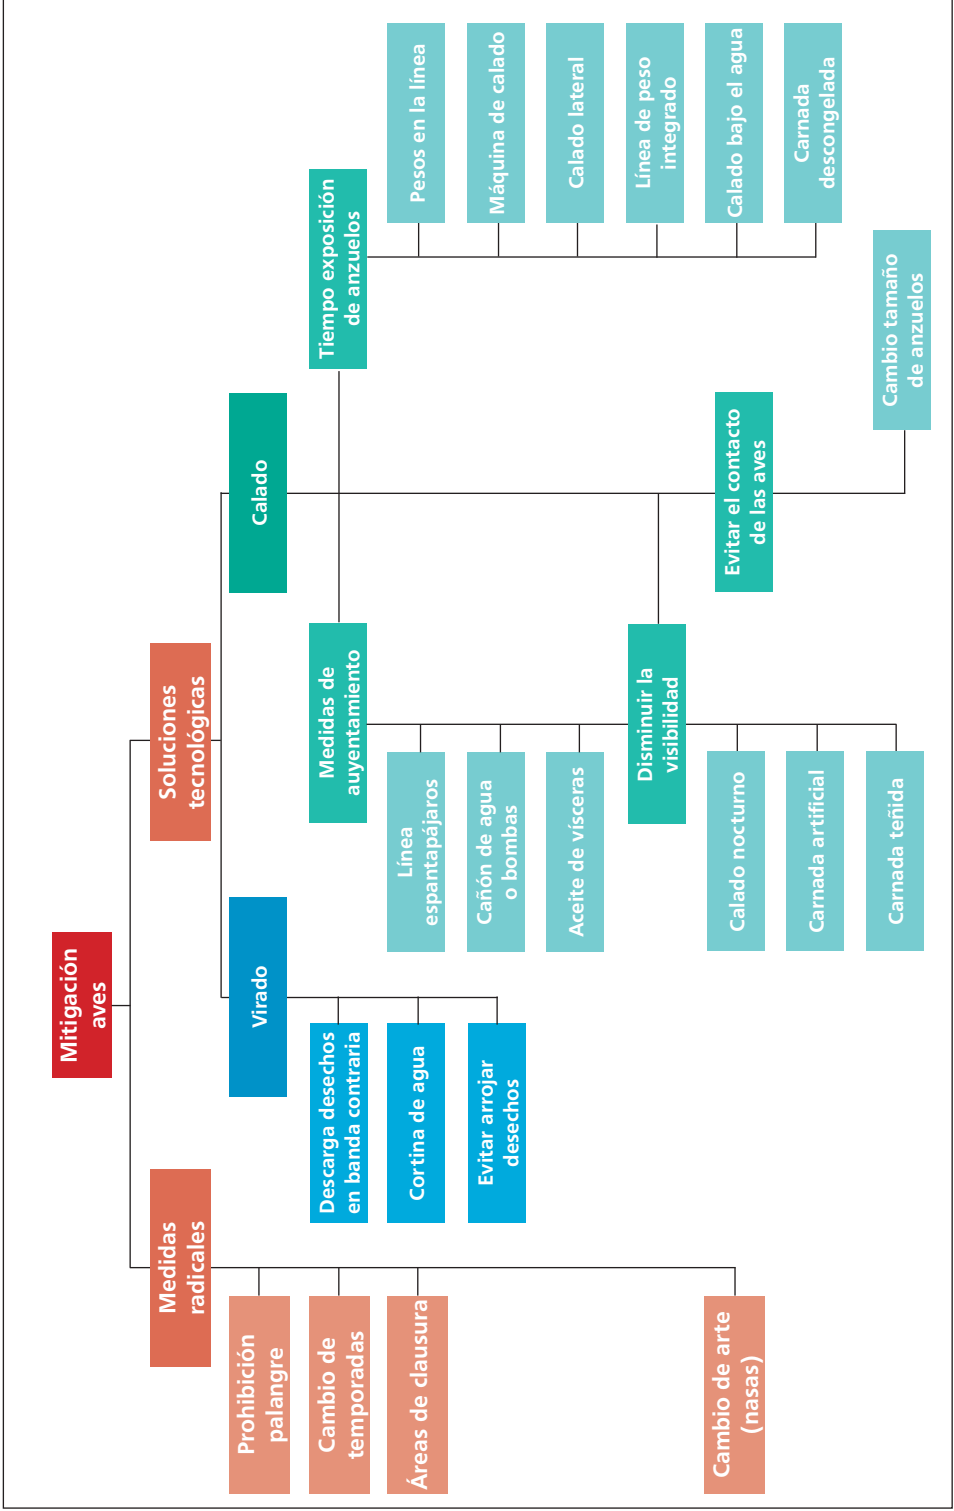 Mitigación
aves
Medidas
radicales
Soluciones
tecnológicas
Prohibición
palangre
Cambio de
temporadas
Áreas de clausura
Cambio de arte
(nasas)
Virado
Descarga desechos
en banda contraria
Cortina de agua
Evitar arrojar
desechos
Calado
Medidas de
auyentamiento
Línea
espantapájaros
Cañón de agua
o bombas
Aceite de vísceras
Disminuir la
visibilidad
Calado nocturno
Carnada artificial
Carnada teñida
Tiempo exposición
de anzuelos
Pesos en la línea
Máquina de calado
Calado lateral
Línea de peso
integrado
Calado bajo el agua
Carnada
descongelada
Evitar el contacto
de las aves
Cambio tamaño
de anzuelos